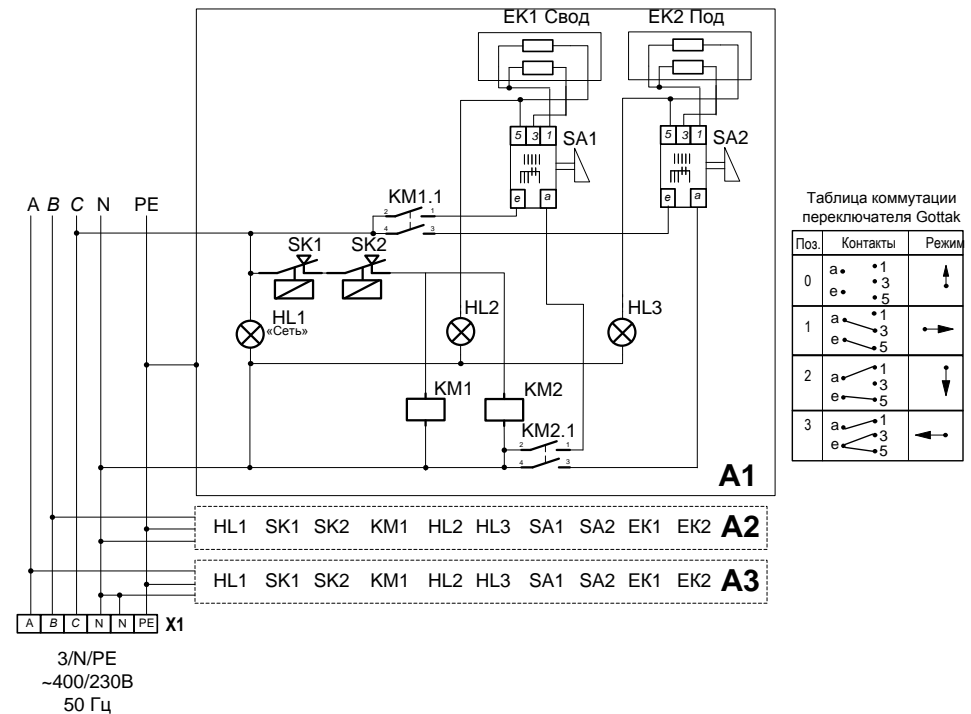 EK1 Свод
EK2 Под
5 3 1
SA1
e a
5 3 1
SA2
e a
A B C N PE
KM1.1
2 1
4 3
SK1
SK2
HL1
«Сеть»
HL2
HL3
KM1
KM2
KM2.1
2 1
4 3
A1
HL1 SK1 SK2 KM1 HL2 HL3 SA1 SA2 EK1 EK2 A2
HL1 SK1 SK2 KM1 HL2 HL3 SA1 SA2 EK1 EK2 A3
A B C N N PE X1
3/N/PE
~400/230В
50 Гц
Таблица коммутации
переключателя Gottak
Поз. Контакты Режим
0 a e 1 3 5
1 a e 1 3 5
2 a e 1 3 5
3 a e 1 3 5